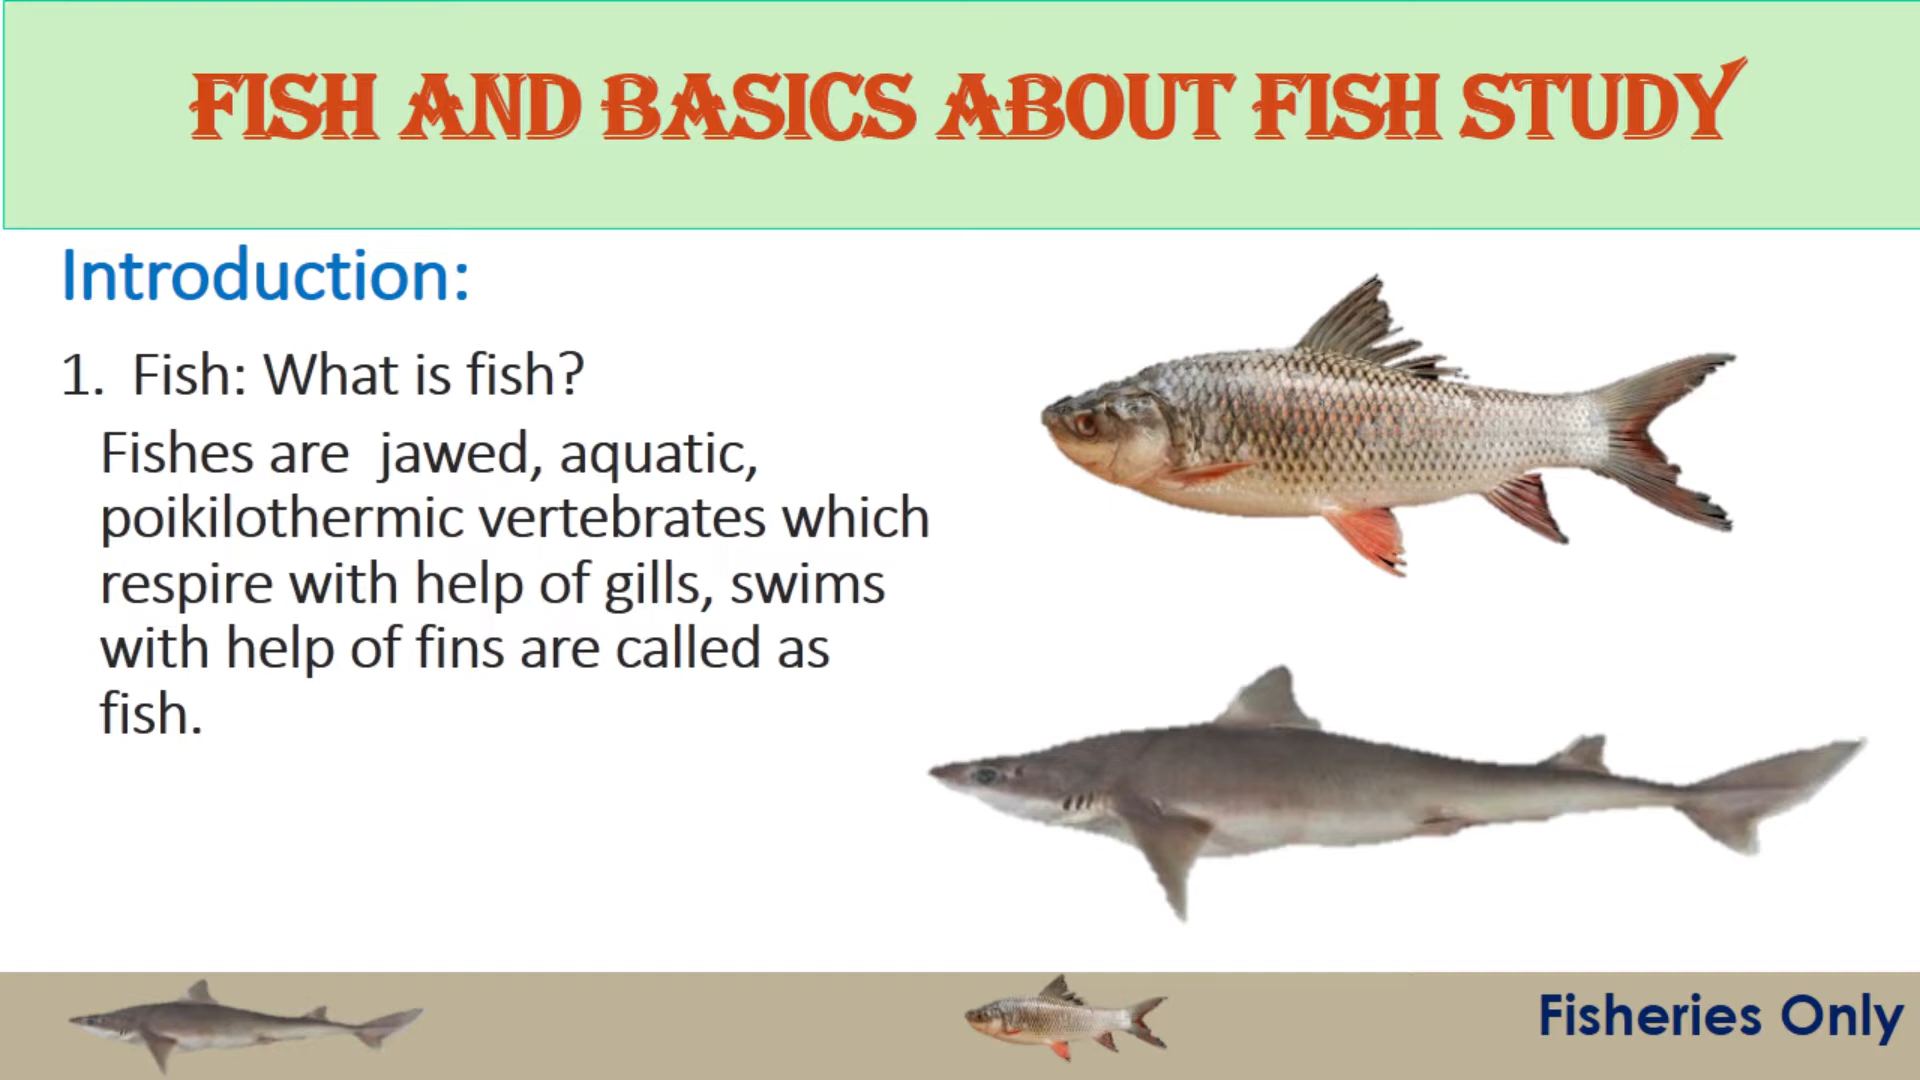 FISH AND BASICS ABOUT FISH STUDY
Introduction:
1. Fish: What is fish?
Fishes are jawed, aquatic,
poikilothermic vertebrates which
respire with help of gills, swims
with help of fins are called as
fish.
Fisheries Only